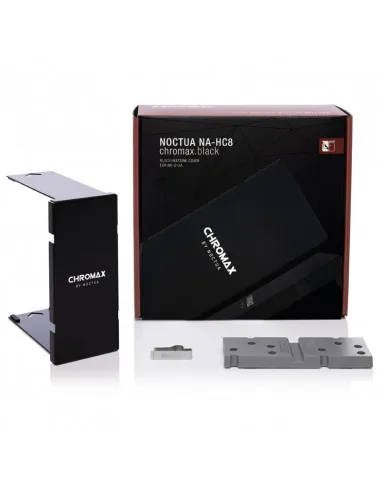 NOCTUA NA-HC8
chromax.black
BLACK HEATSINK COVER
FOR NH-U12A
CHROMAX
BY NOCTUA
CHROMAX
BY NOCTUA